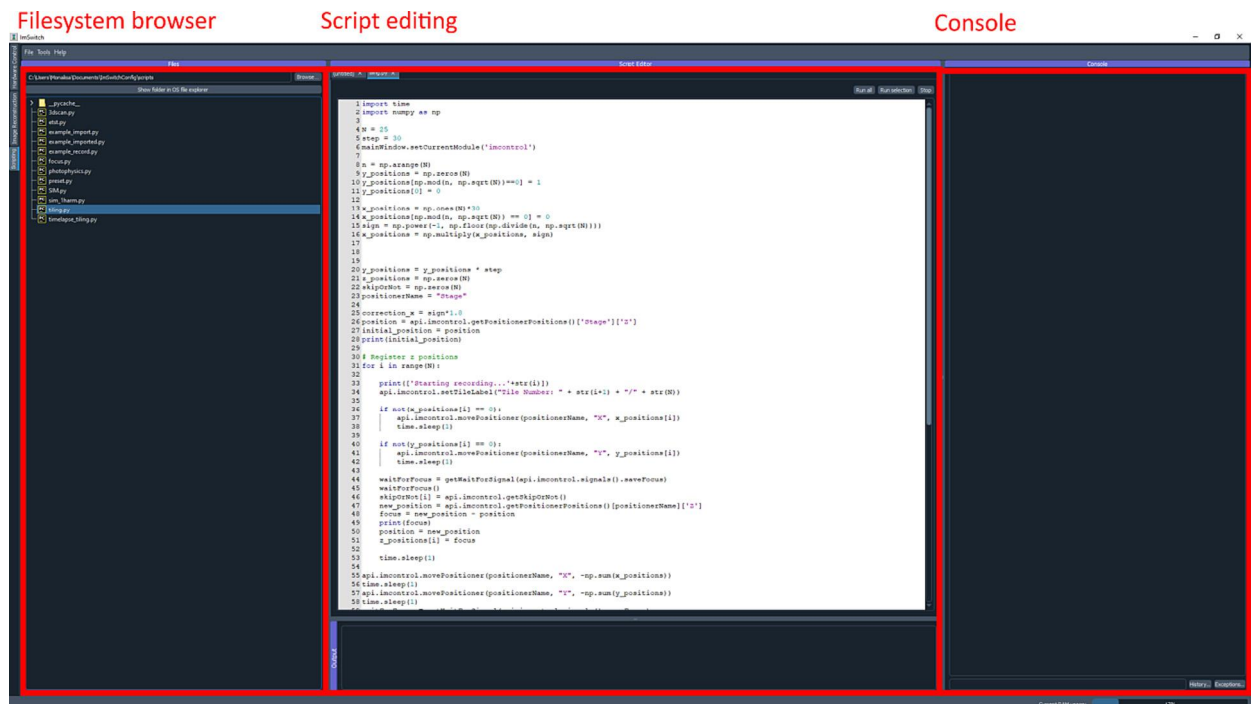 Filesystem browser
Script editing
Console
ImSwitch
File Tools Help
Hardware Control
Image Reconstruction
Scripting
Files
C:\Users\Monalisa\Documents\ImSwitchConfig\scripts
Browse...
Show folder in OS file explorer
__pycache__
3dscan.py
etld.py
example_import.py
example_imported.py
example_record.py
focus.py
photophysics.py
preset.py
SIM.py
sim_1harm.py
tiling.py
timelapse_tiling.py
Script Editor
(Untitled) ×
tiling.py ×
Run all
Run selection
Stop
1 import time
2 import numpy as np
3
4 N = 25
5 step = 30
6 mainWindow.setCurrentModule('imcontrol')
7
8 n = np.arange(N)
9 y_positions = np.zeros(N)
10 y_positions[np.mod(n, np.sqrt(N))==0] = 1
11 y_positions[0] = 0
12
13 x_positions = np.ones(N)*30
14 x_positions[np.mod(n, np.sqrt(N)) == 0] = 0
15 sign = np.power(-1, np.floor(np.divide(n, np.sqrt(N))))
16 x_positions = np.multiply(x_positions, sign)
17
18
19
20 y_positions = y_positions * step
21 z_positions = np.zeros(N)
22 skipOrNot = np.zeros(N)
23 positionerName = "Stage"
24
25 correction_x = sign*1.8
26 position = api.imcontrol.getPositionerPositions()['Stage']['Z']
27 initial_position = position
28 print(initial_position)
29
30 # Register z positions
31 for i in range(N):
32
33 print(['Starting recording...'+str(i)])
34 api.imcontrol.setTileLabel("Tile Number: " + str(i+1) + "/" + str(N))
35
36 if not(x_positions[i] == 0):
37 api.imcontrol.movePositioner(positionerName, "X", x_positions[i])
38 time.sleep(1)
39
40 if not(y_positions[i] == 0):
41 api.imcontrol.movePositioner(positionerName, "Y", y_positions[i])
42 time.sleep(1)
43
44 waitForFocus = getWaitForSignal(api.imcontrol.signals().saveFocus)
45 waitForFocus()
46 skipOrNot[i] = api.imcontrol.getSkipOrNot()
47 new_position = api.imcontrol.getPositionerPositions()[positionerName]['Z']
48 focus = new_position - position
49 print(focus)
50 position = new_position
51 z_positions[i] = focus
52
53 time.sleep(1)
54
55 api.imcontrol.movePositioner(positionerName, "X", -np.sum(x_positions))
56 time.sleep(1)
57 api.imcontrol.movePositioner(positionerName, "Y", -np.sum(y_positions))
58 time.sleep(1)
Output
Console
History...
Exceptions...